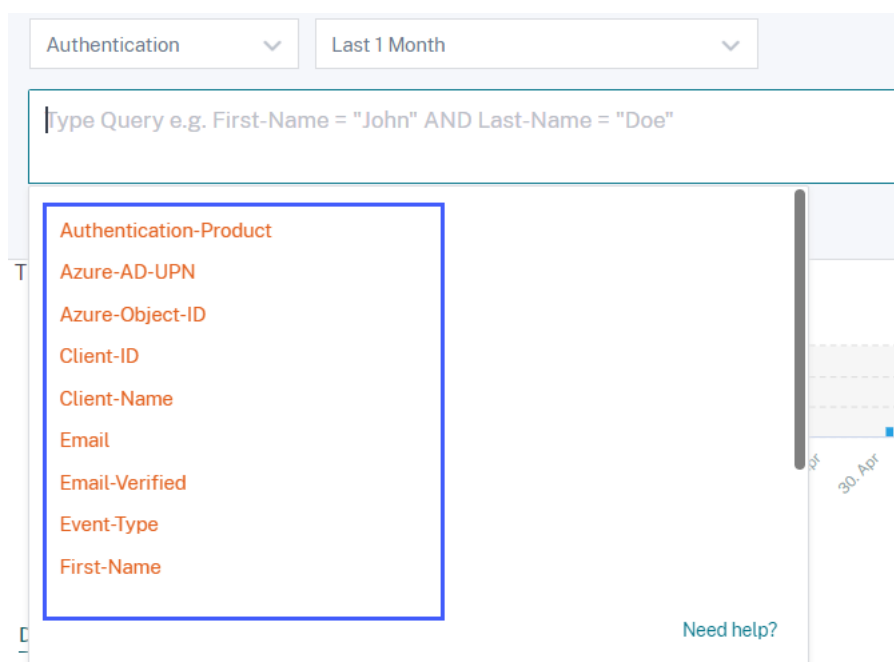 Authentication
Last 1 Month
Type Query e.g. First-Name = "John" AND Last-Name = "Doe"
Authentication-Product
T
Azure-AD-UPN
Azure-Object-ID
Client-ID
Client-Name
Email
Email-Verified
30. Apr
Event-Type
First-Name
Need help?